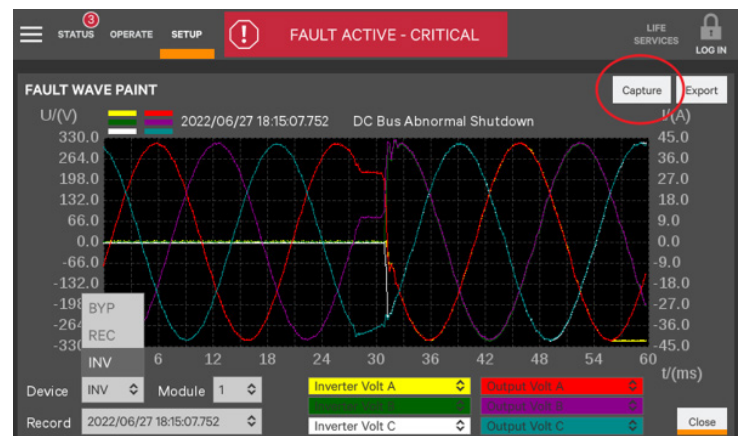 3
STATUS OPERATE SETUP ! FAULT ACTIVE - CRITICAL LIFE SERVICES LOG IN
FAULT WAVE PAINT Capture Export
U/(V) 2022/06/27 18:15:07.752 DC Bus Abnormal Shutdown I/(A)
330.0 45.0
264.0 36.0
198.0 27.0
132.0 18.0
66.0 9.0
0.0 0.0
-66.0 -9.0
-132.0 -18.0
-198 -27.0
-264 -36.0
-330 -45.0
BYP
REC
INV
6 12 18 24 30 36 42 48 54 60
t/(ms)
Device INV Module 1 Inverter Volt A Output Volt A
Output Volt B
Record 2022/06/27 18:15:07.752 Inverter Volt C Output Volt C Close